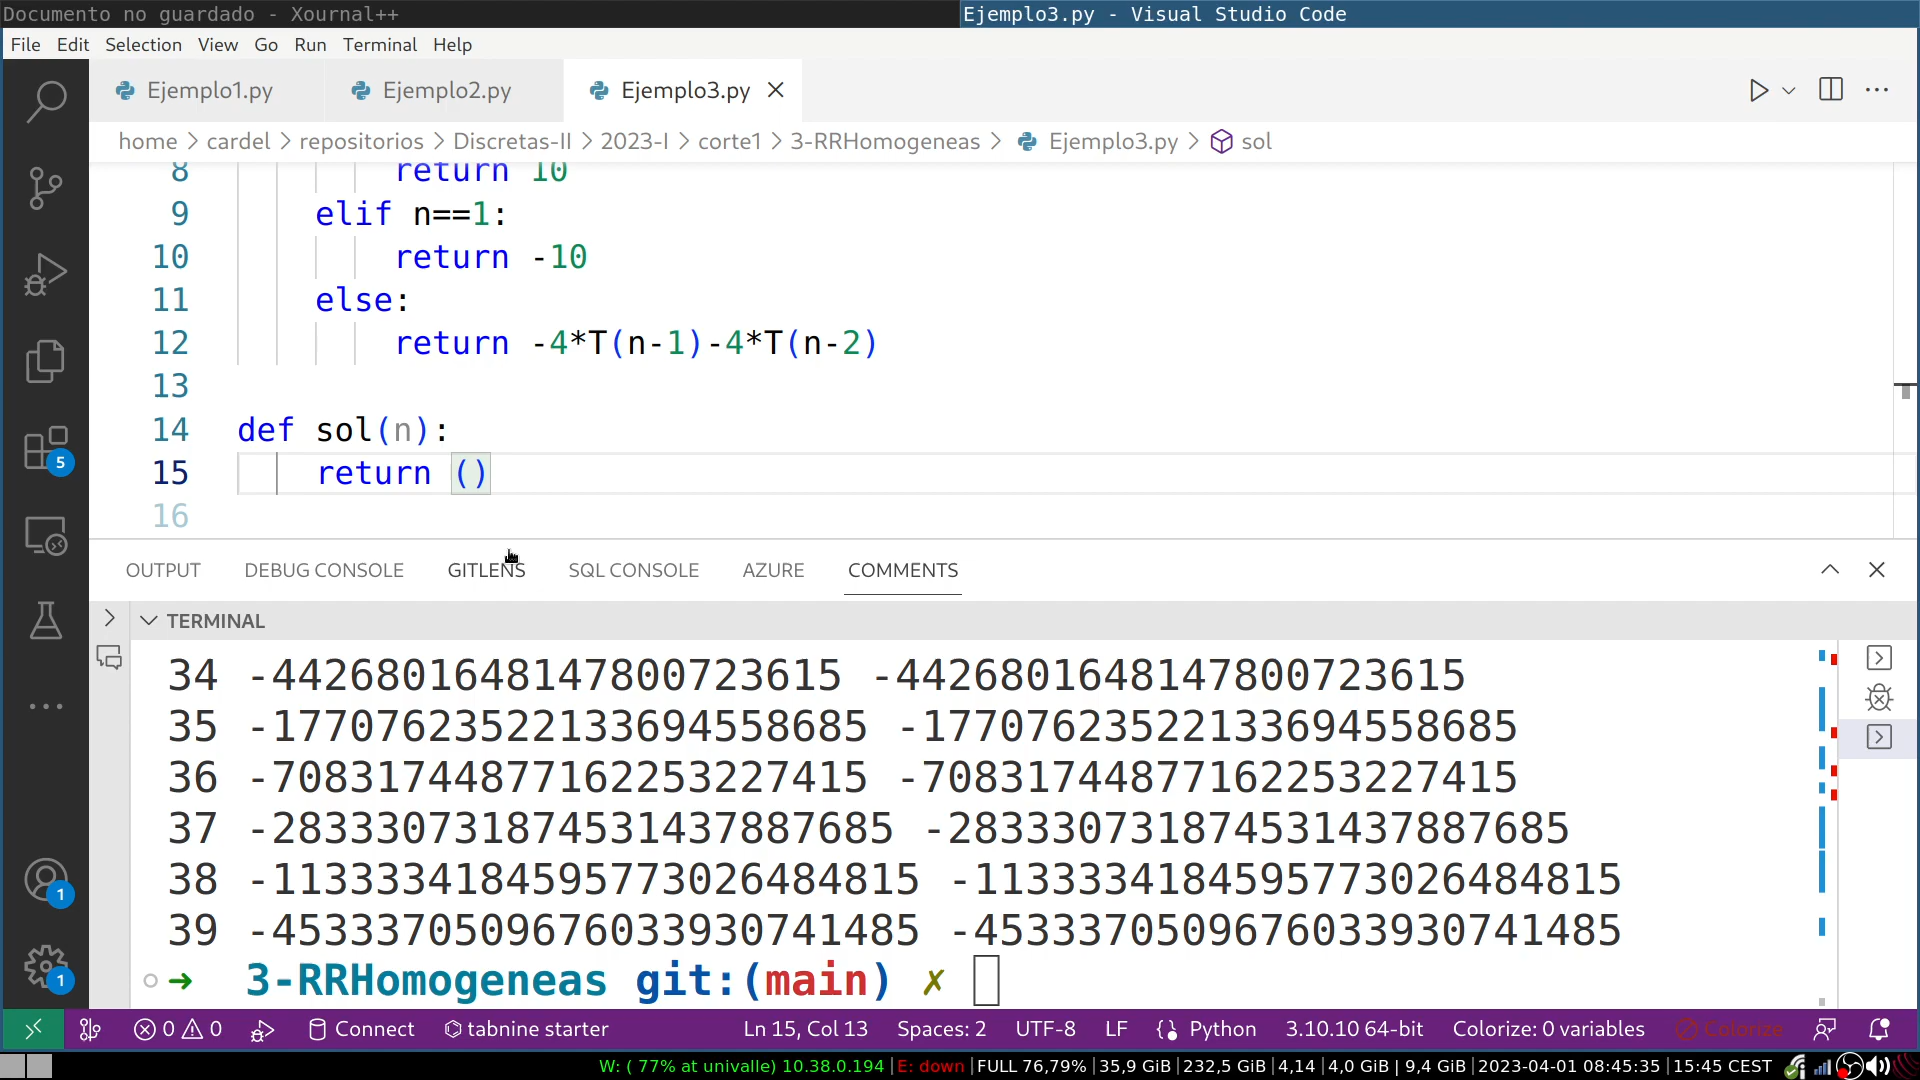 Documento no guardado - Xournal++
Ejemplo3.py - Visual Studio Code
File Edit Selection View Go Run Terminal Help
Ejemplo1.py Ejemplo2.py Ejemplo3.py
home > cardel > repositorios > Discretas-II > 2023-I > corte1 > 3-RRHomogeneas > Ejemplo3.py > sol
8 return 10
9 elif n==1:
10 return -10
11 else:
12 return -4*T(n-1)-4*T(n-2)
13
14 def sol(n):
15 return ()
16
OUTPUT DEBUG CONSOLE GITLENS SQL CONSOLE AZURE COMMENTS
TERMINAL
34 -4426801648147800723615 -4426801648147800723615
35 -17707623522133694558685 -17707623522133694558685
36 -70831744877162253227415 -70831744877162253227415
37 -283330731874531437887685 -283330731874531437887685
38 -1133334184595773026484815 -1133334184595773026484815
39 -4533370509676033930741485 -4533370509676033930741485
➜ 3-RRHomogeneas git:(main) ✗
5
1
1
0 0 Connect tabnine starter Ln 15, Col 13 Spaces: 2 UTF-8 LF Python 3.10.10 64-bit Colorize: 0 variables Colorize
W: ( 77% at univalle) 10.38.0.194 | E: down | FULL 76,79% | 35,9 GiB | 232,5 GiB | 4,14 | 4,0 GiB | 9,4 GiB | 2023-04-01 08:45:35 | 15:45 CEST